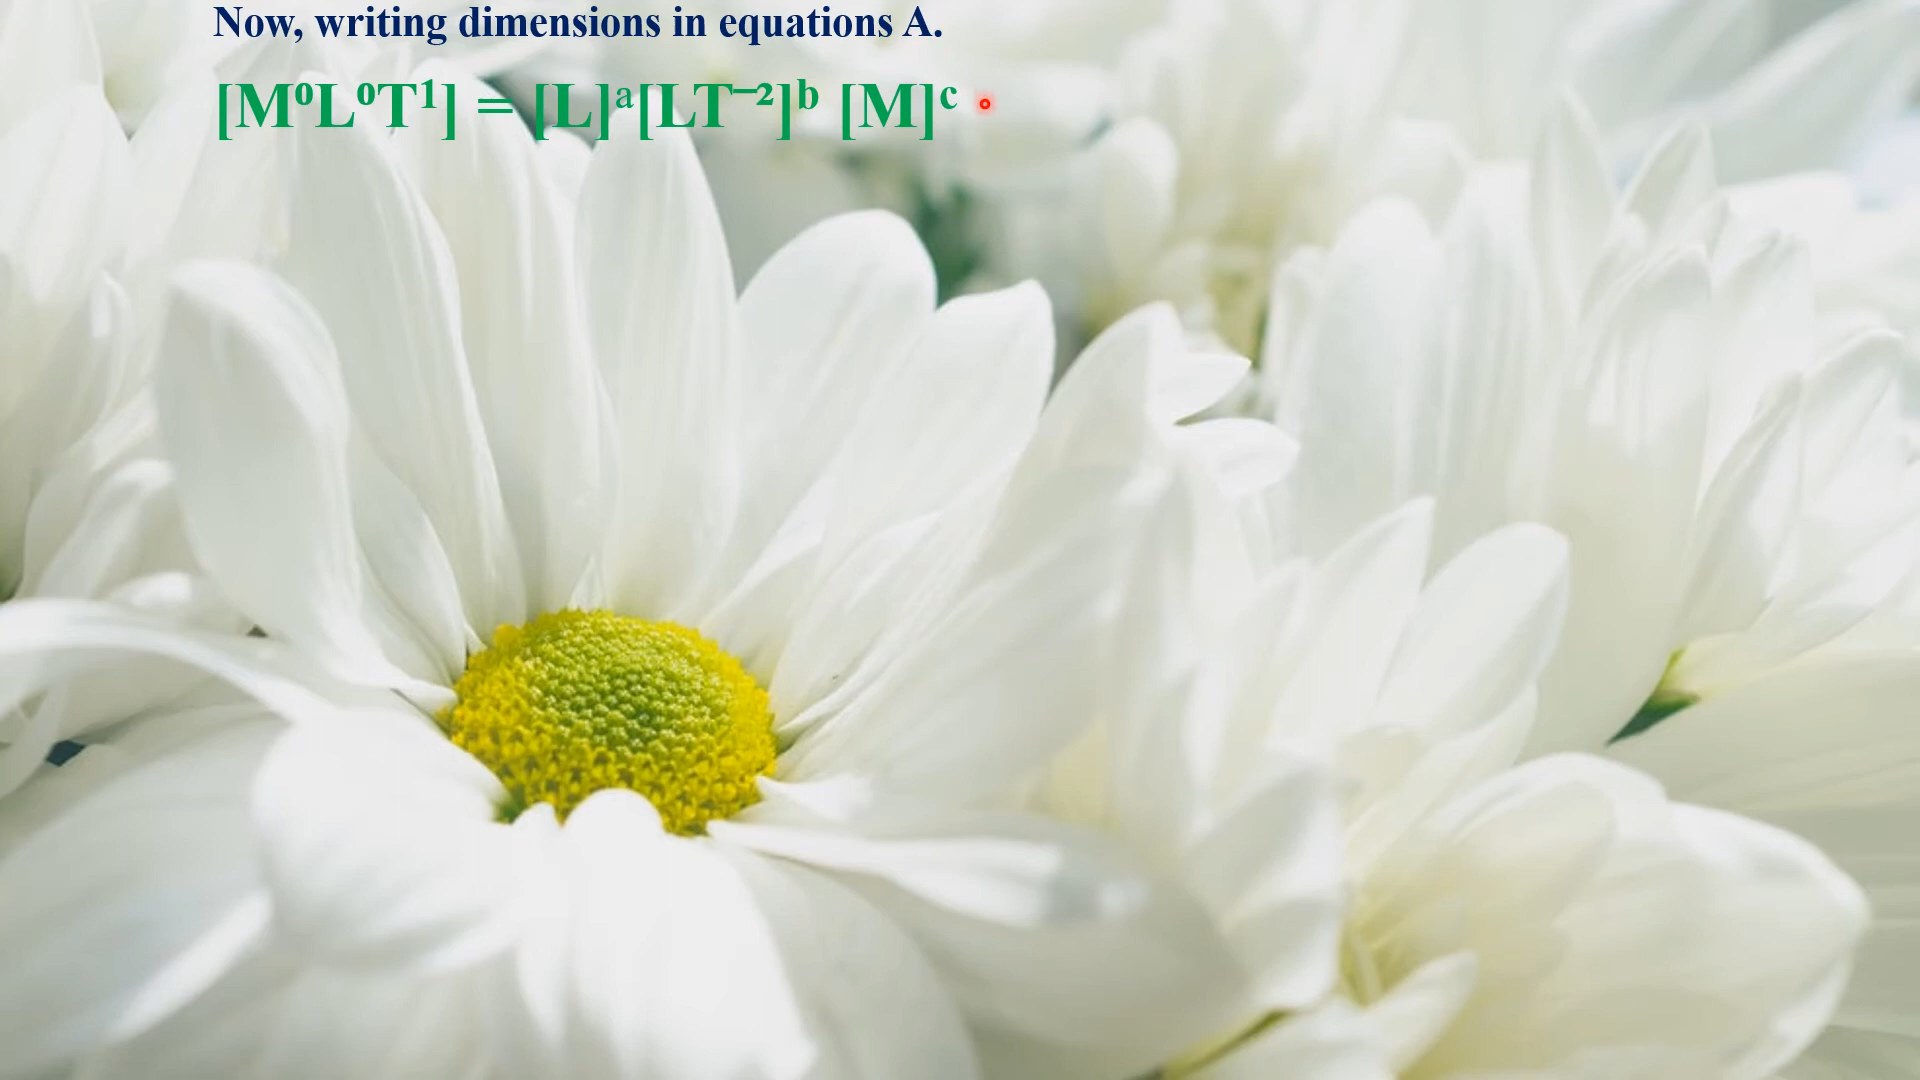 Now, writing dimensions in equations A.
[M⁰L⁰T¹] = [L]ᵃ[LT⁻²]ᵇ [M]ᶜ